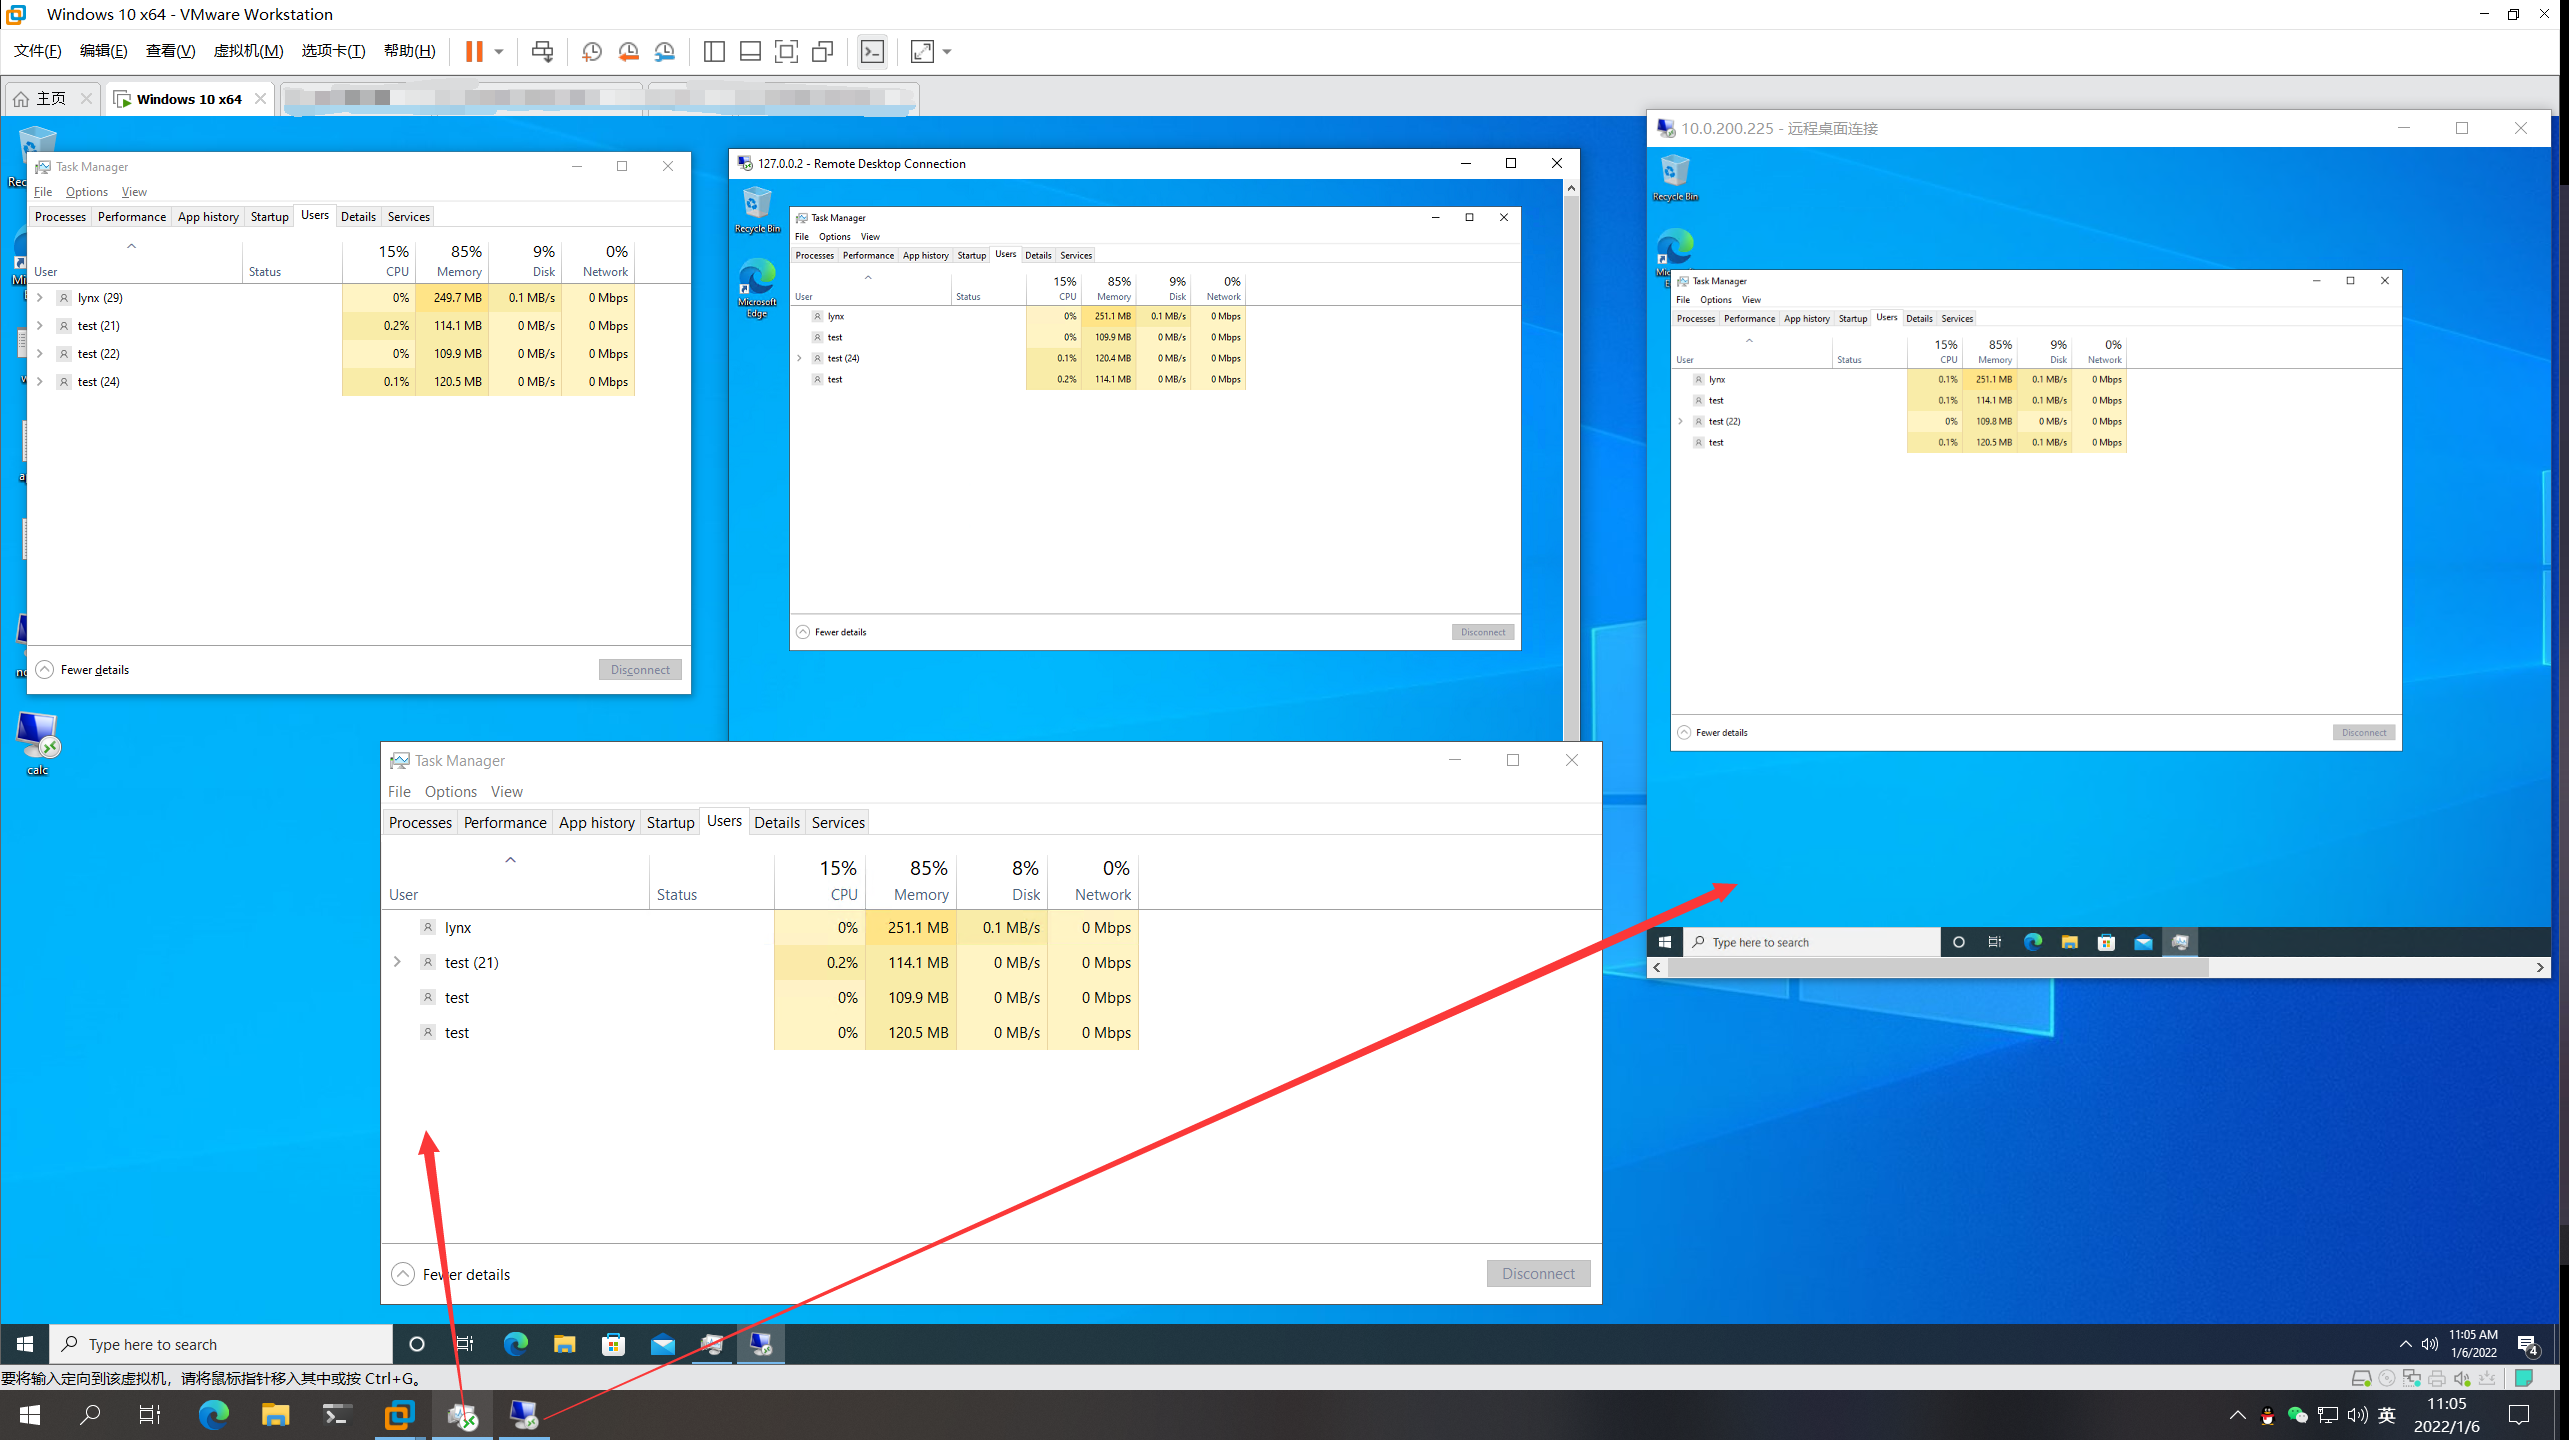 Windows 10 x64 - VMware Workstation
文件(F) 编辑(E) 查看(V) 虚拟机(M) 选项卡(T) 帮助(H)
主页 Windows 10 x64
Task Manager
File Options View
Processes Performance App history Startup Users Details Services
15% 85% 9% 0%
User Status CPU Memory Disk Network
lynx (29) 0% 249.7 MB 0.1 MB/s 0 Mbps
test (21) 0.2% 114.1 MB 0 MB/s 0 Mbps
test (22) 0% 109.9 MB 0 MB/s 0 Mbps
test (24) 0.1% 120.5 MB 0 MB/s 0 Mbps
Fewer details Disconnect
calc
127.0.0.2 - Remote Desktop Connection
Recycle Bin
Microsoft
Edge
Task Manager
File Options View
Processes Performance App history Startup Users Details Services
15% 85% 9% 0%
User Status CPU Memory Disk Network
lynx 0% 251.1 MB 0.1 MB/s 0 Mbps
test 0% 109.9 MB 0 MB/s 0 Mbps
test (24) 0.1% 120.4 MB 0 MB/s 0 Mbps
test 0.2% 114.1 MB 0 MB/s 0 Mbps
Fewer details Disconnect
10.0.200.225 - 远程桌面连接
Recycle Bin
Task Manager
File Options View
Processes Performance App history Startup Users Details Services
15% 85% 9% 0%
User Status CPU Memory Disk Network
lynx 0.1% 251.1 MB 0.1 MB/s 0 Mbps
test 0.1% 114.1 MB 0.1 MB/s 0 Mbps
test (22) 0% 109.8 MB 0 MB/s 0 Mbps
test 0.1% 120.5 MB 0.1 MB/s 0 Mbps
Fewer details Disconnect
Type here to search
Task Manager
File Options View
Processes Performance App history Startup Users Details Services
15% 85% 8% 0%
User Status CPU Memory Disk Network
lynx 0% 251.1 MB 0.1 MB/s 0 Mbps
test (21) 0.2% 114.1 MB 0 MB/s 0 Mbps
test 0% 109.9 MB 0 MB/s 0 Mbps
test 0% 120.5 MB 0 MB/s 0 Mbps
Fewer details Disconnect
Type here to search
11:05 AM
1/6/2022
4
要将输入定向到该虚拟机，请将鼠标指针移入其中或按 Ctrl+G。
英
11:05
2022/1/6